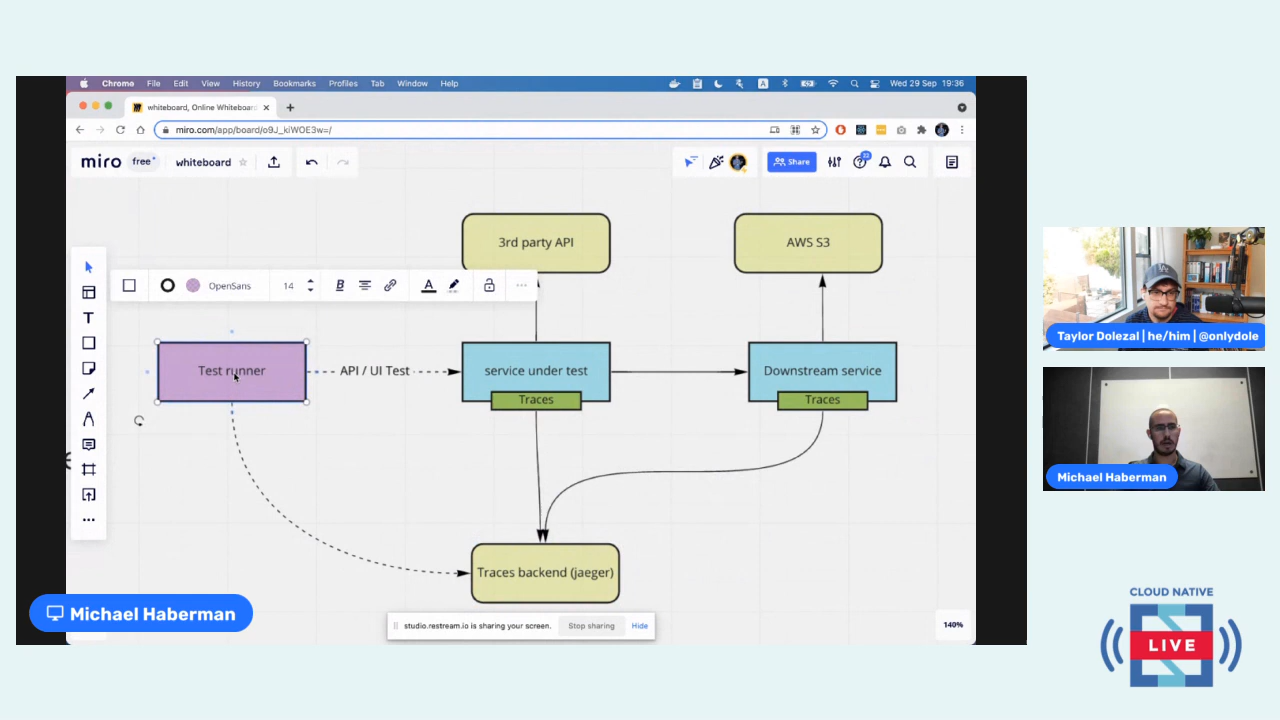 Chrome File Edit View History Bookmarks Profiles Tab Window Help
A
Wed 29 Sep 19:36
whiteboard, Online Whiteboard
miro.com/app/board/o9J_kiWOE3w=/
miro free whiteboard
Share
3rd party API
AWS S3
OpenSans 14 B A
T
Test runner
API / UI Test
service under test
Downstream service
Traces
Traces
Traces backend (jaeger)
studio.restream.io is sharing your screen. Stop sharing Hide
140%
Michael Haberman
Taylor Dolezal | he/him | @onlydole
Michael Haberman
CLOUD NATIVE
LIVE